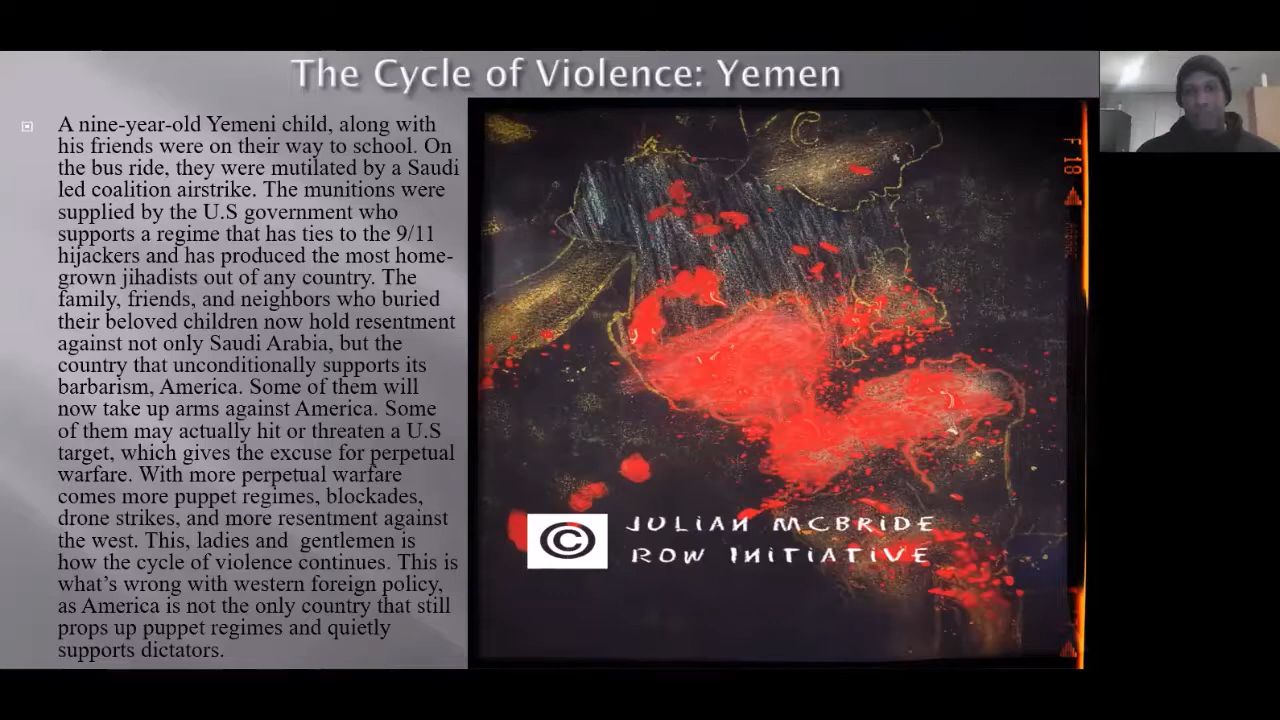 The Cycle of Violence: Yemen
A nine-year-old Yemeni child, along with
his friends were on their way to school. On
the bus ride, they were mutilated by a Saudi
led coalition airstrike. The munitions were
supplied by the U.S government who
supports a regime that has ties to the 9/11
hijackers and has produced the most home-
grown jihadists out of any country. The
family, friends, and neighbors who buried
their beloved children now hold resentment
against not only Saudi Arabia, but the
country that unconditionally supports its
barbarism, America. Some of them will
now take up arms against America. Some
of them may actually hit or threaten a U.S
target, which gives the excuse for perpetual
warfare. With more perpetual warfare
comes more puppet regimes, blockades,
drone strikes, and more resentment against
the west. This, ladies and gentlemen is
how the cycle of violence continues. This is
what's wrong with western foreign policy,
as America is not the only country that still
props up puppet regimes and quietly
supports dictators.
F 18
©
JULIAN MCBRIDE
ROW INITIATIVE